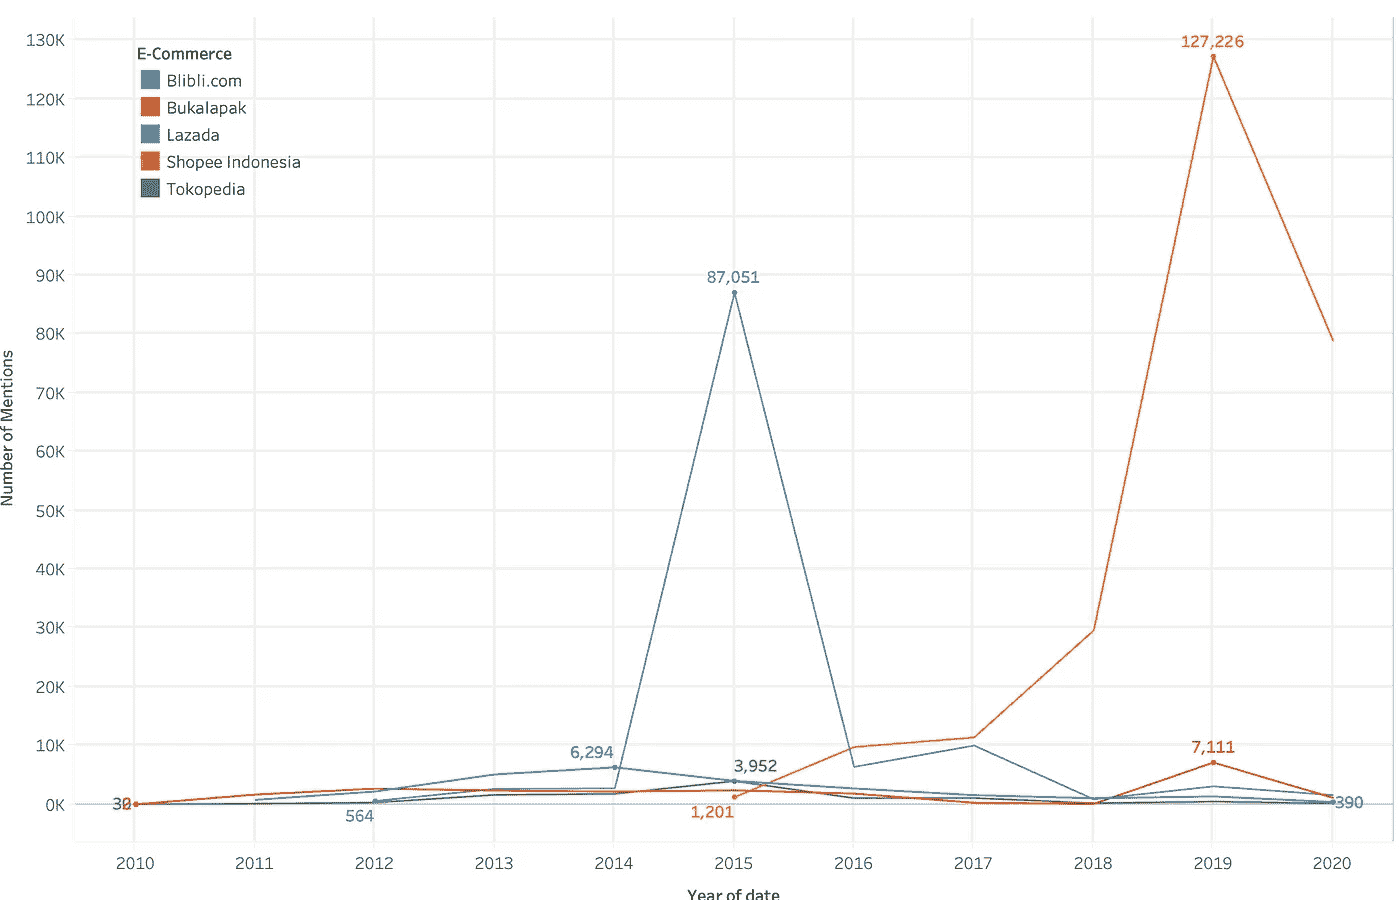 130K
120K
110K
100K
90K
80K
70K
60K
50K
40K
30K
20K
10K
0K
Number of Mentions
E-Commerce
Blibli.com
Bukalapak
Lazada
Shopee Indonesia
Tokopedia
127,226
87,051
6,294
3,952
7,111
1,201
564
390
2010 2011 2012 2013 2014 2015 2016 2017 2018 2019 2020
Year of date